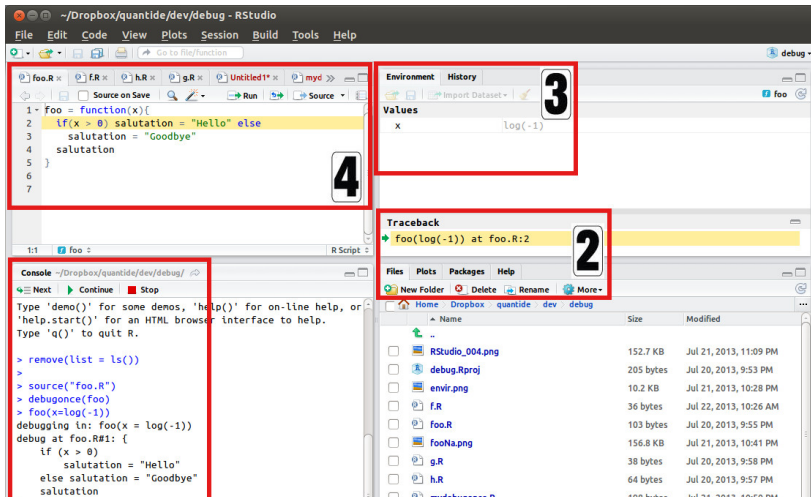 ~/Dropbox/quantide/dev/debug - RStudio
File Edit Code View Plots Session Build Tools Help
Go to file/function
debug
foo.R × f.R × h.R × g.R × Untitled1* × myd
Source on Save Run Source
1 foo = function(x){
2 if(x > 0) salutation = "Hello" else
3 salutation = "Goodbye"
4 salutation
5 }
6
7
4
1:1 foo R Script
Environment History
3
Import Dataset
foo
Values
x log(-1)
Traceback
foo(log(-1)) at foo.R:2
2
Console ~/Dropbox/quantide/dev/debug/
Next Continue Stop
Type 'demo()' for some demos, 'help()' for on-line help, or
'help.start()' for an HTML browser interface to help.
Type 'q()' to quit R.
> remove(list = ls())
>
> source("foo.R")
> debugonce(foo)
> foo(x=log(-1))
debugging in: foo(x = log(-1))
debug at foo.R#1: {
if (x > 0)
salutation = "Hello"
else salutation = "Goodbye"
salutation
Files Plots Packages Help
New Folder Delete Rename More
Home Dropbox quantide dev debug ...
Name Size Modified
..
RStudio_004.png 152.7 KB Jul 21, 2013, 11:09 PM
debug.Rproj 205 bytes Jul 20, 2013, 9:53 PM
envir.png 10.2 KB Jul 21, 2013, 10:28 PM
f.R 36 bytes Jul 22, 2013, 10:26 AM
foo.R 103 bytes Jul 20, 2013, 9:55 PM
fooNa.png 156.8 KB Jul 21, 2013, 10:41 PM
g.R 38 bytes Jul 20, 2013, 9:58 PM
h.R 64 bytes Jul 20, 2013, 9:57 PM